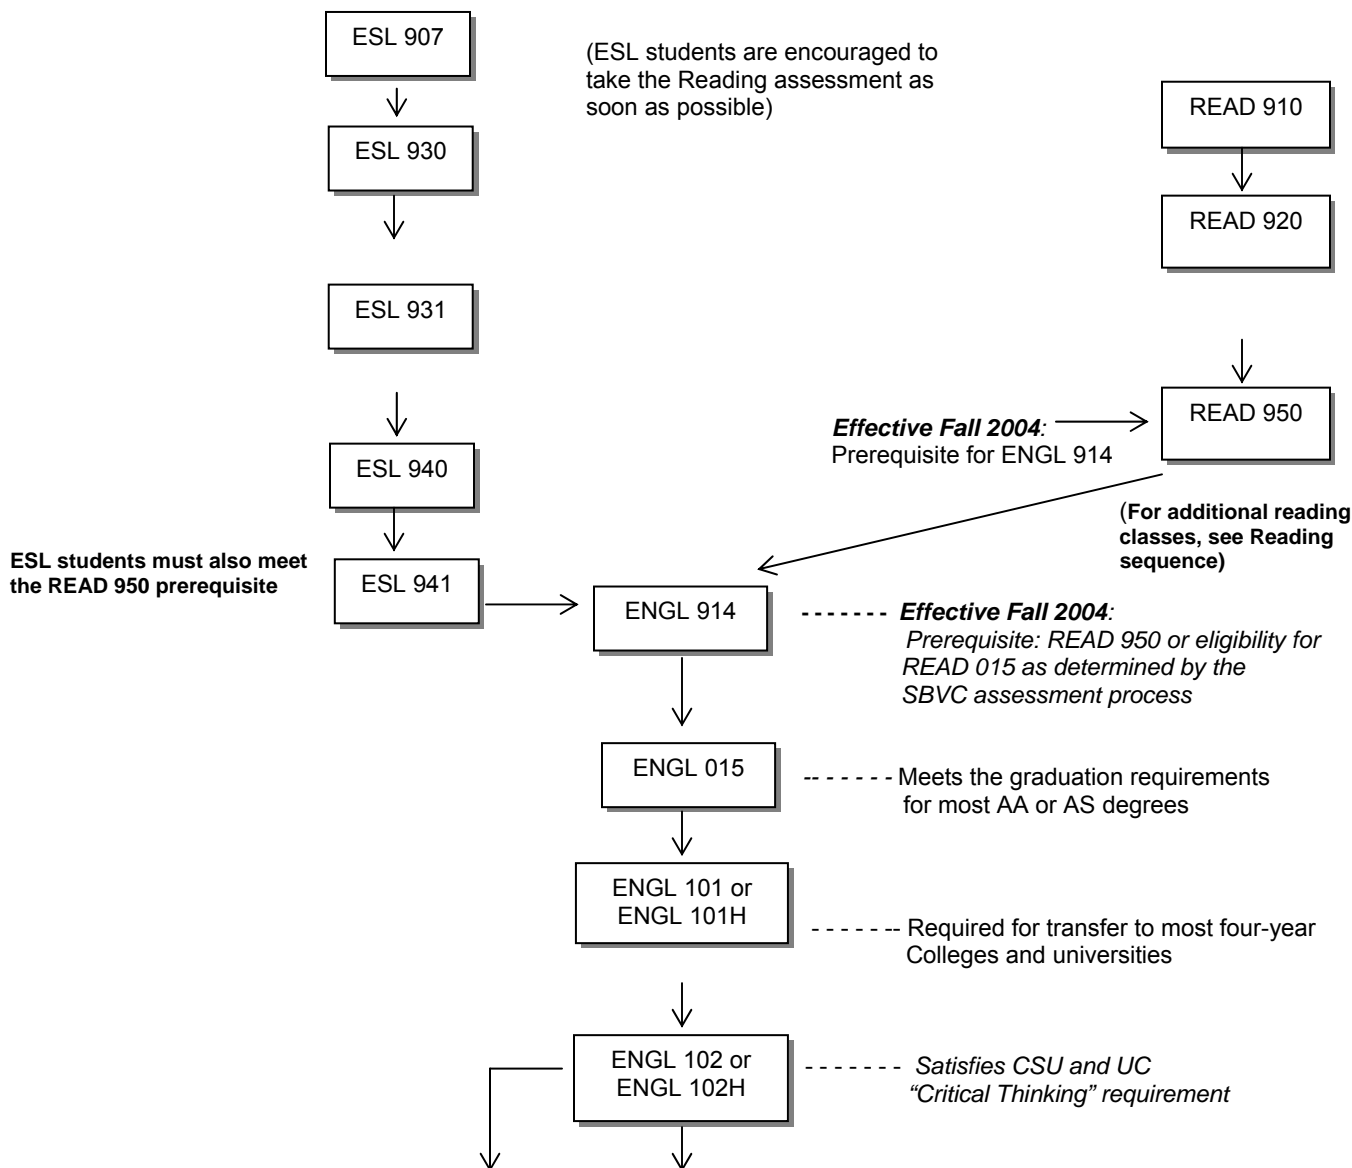 ESL 907
(ESL students are encouraged to
take the Reading assessment as
soon as possible)
READ 910
ESL 930
READ 920
ESL 931
READ 950
Effective Fall 2004:
Prerequisite for ENGL 914
ESL 940
(For additional reading
classes, see Reading
sequence)
ESL students must also meet
the READ 950 prerequisite
ESL 941
ENGL 914
Effective Fall 2004:
Prerequisite: READ 950 or eligibility for
READ 015 as determined by the
SBVC assessment process
ENGL 015
Meets the graduation requirements
for most AA or AS degrees
ENGL 101 or
ENGL 101H
Required for transfer to most four-year
Colleges and universities
ENGL 102 or
ENGL 102H
Satisfies CSU and UC
“Critical Thinking” requirement